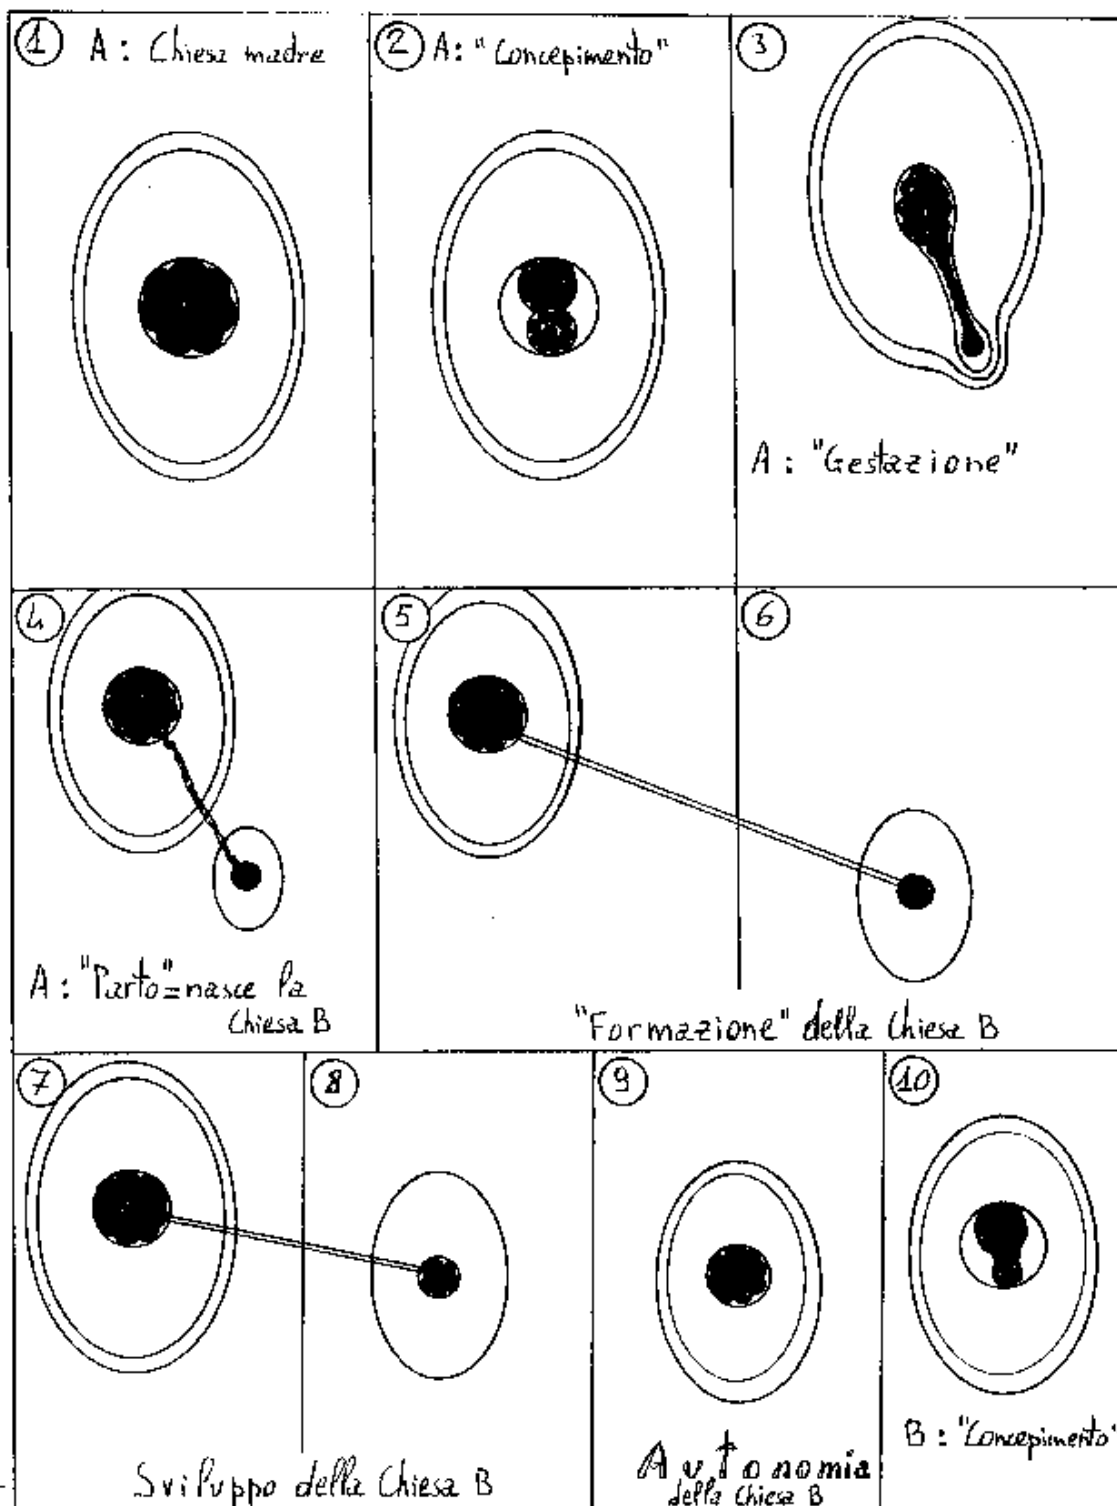 1 A: Chiesa madre
2 A: "Concepimento"
3
A: "Gestazione"
4
A: "Parto"=nasce la
Chiesa B
5
6
"Formazione" della Chiesa B
7
8
Sviluppo della Chiesa B
9
Autonomia
della Chiesa B
10
B: "Concepimento"